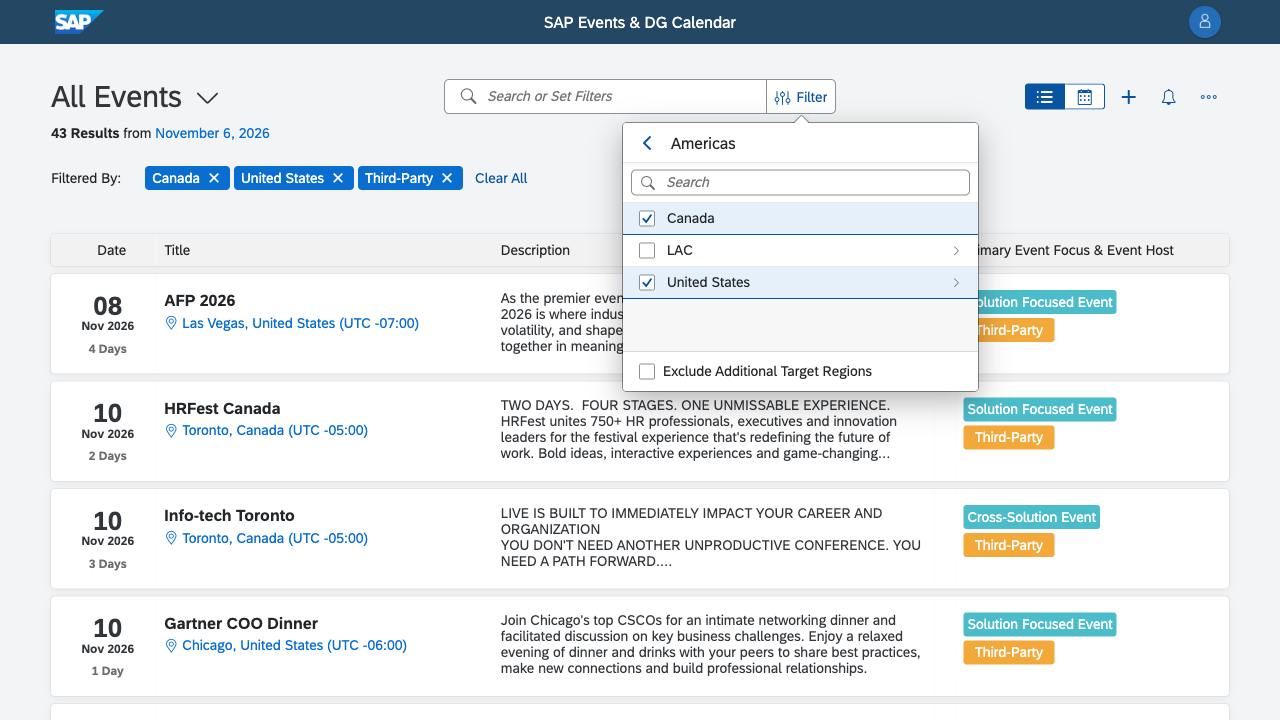 SAP
SAP Events & DG Calendar
All Events
Search or Set Filters
Filter
43 Results from November 6, 2026
Filtered By:
Canada
United States
Third-Party
Clear All
Americas
Search
Canada
LAC
United States
Exclude Additional Target Regions
Date
Title
Description
imary Event Focus & Event Host
08
Nov 2026
4 Days
AFP 2026
Las Vegas, United States (UTC -07:00)
As the premier even
2026 is where indus
volatility, and shape
together in meaning
olution Focused Event
Third-Party
10
Nov 2026
2 Days
HRFest Canada
Toronto, Canada (UTC -05:00)
TWO DAYS.  FOUR STAGES. ONE UNMISSABLE EXPERIENCE.
HRFest unites 750+ HR professionals, executives and innovation
leaders for the festival experience that's redefining the future of
work. Bold ideas, interactive experiences and game-changing...
Solution Focused Event
Third-Party
10
Nov 2026
3 Days
Info-tech Toronto
Toronto, Canada (UTC -05:00)
LIVE IS BUILT TO IMMEDIATELY IMPACT YOUR CAREER AND
ORGANIZATION
YOU DON'T NEED ANOTHER UNPRODUCTIVE CONFERENCE. YOU
NEED A PATH FORWARD....
Cross-Solution Event
Third-Party
10
Nov 2026
1 Day
Gartner COO Dinner
Chicago, United States (UTC -06:00)
Join Chicago's top CSCOs for an intimate networking dinner and
facilitated discussion on key business challenges. Enjoy a relaxed
evening of dinner and drinks with your peers to share best practices,
make new connections and build professional relationships.
Solution Focused Event
Third-Party